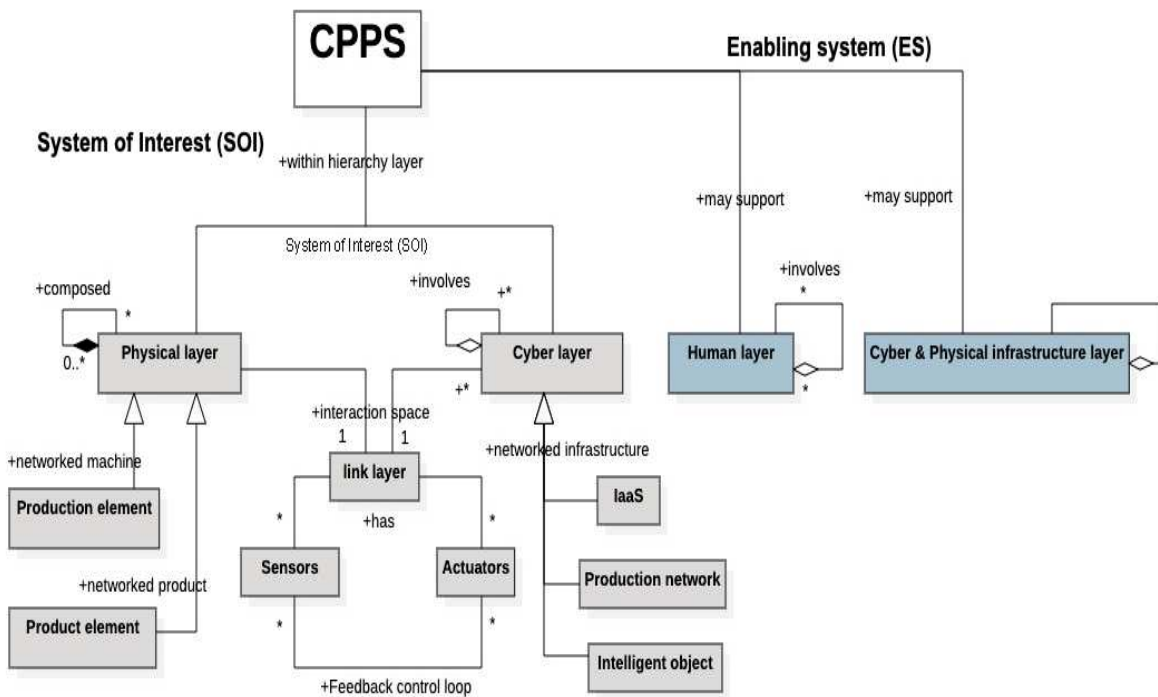 CPPS
Enabling system (ES)
System of Interest (SOI)
+within hierarchy layer
+may support
+may support
System of Interest (SOI)
+composed
*
0..*
Physical layer
+involves
+*
Cyber layer
+*
+involves
*
Human layer
*
Cyber & Physical infrastructure layer
+interaction space
1
1
+networked machine
Production element
link layer
+has
+networked infrastructure
IaaS
*
*
Sensors
Actuators
Production network
+networked product
Product element
*
*
+Feedback control loop
Intelligent object